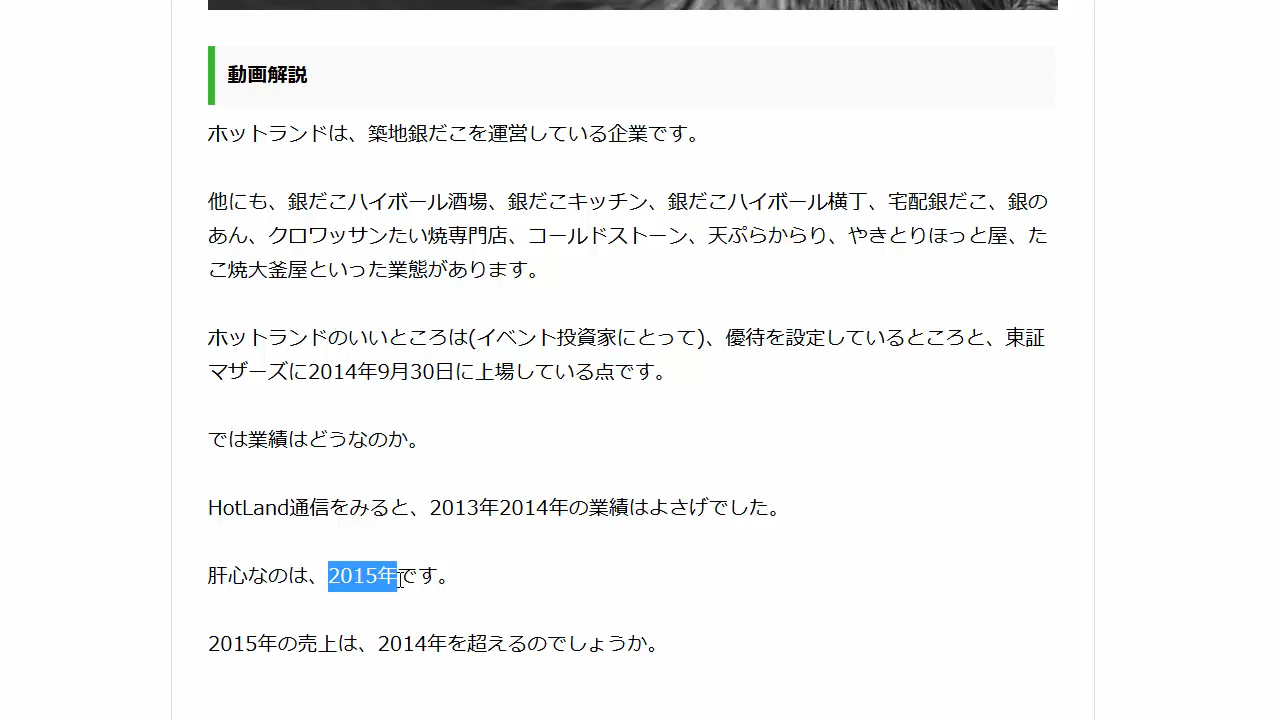 動画解説
ホットランドは、築地銀だこを運営している企業です。
他にも、銀だこハイボール酒場、銀だこキッチン、銀だこハイボール横丁、宅配銀だこ、銀の
あん、クロワッサンたい焼専門店、コールドストーン、天ぷらからり、やきとりほっと屋、た
こ焼大釜屋といった業態があります。
ホットランドのいいところは(イベント投資家にとって)、優待を設定しているところと、東証
マザーズに2014年9月30日に上場している点です。
では業績はどうなのか。
HotLand通信をみると、2013年2014年の業績はよさげでした。
肝心なのは、2015年です。
2015年の売上は、2014年を超えるのでしょうか。